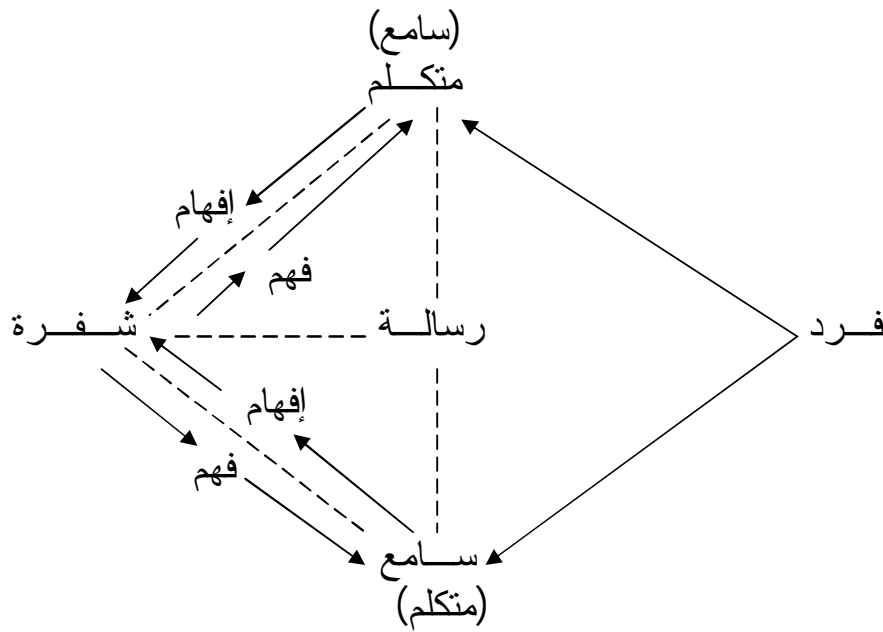 (سامع)
متكلم
إفهام
فهم
فرد رسالة شفرة
إفهام
فهم
سامع
(متكلم)